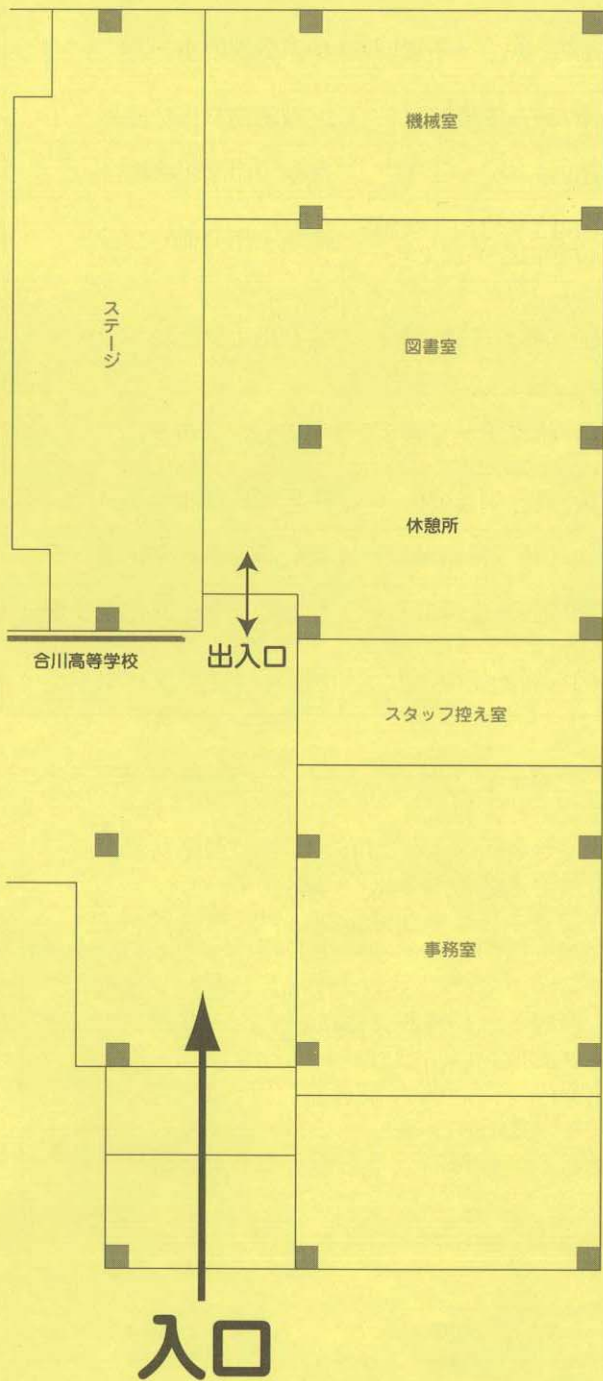 機械室
ステージ
図書室
休憩所
出入口
合川高等学校
スタッフ控え室
事務室
入口